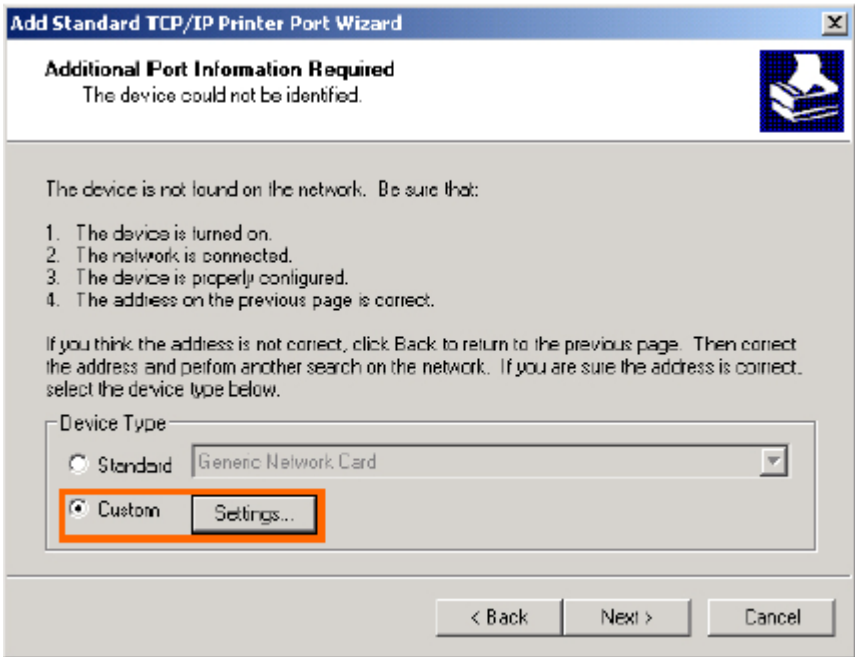 Add Standard TCP/IP Printer Port Wizard
Additional Port Information Required
The device could not be identified.
The device is not found on the network. Be sure that:
1. The device is turned on.
2. The network is connected.
3. The device is properly configured.
4. The address on the previous page is correct.
If you think the address is not correct, click Back to return to the previous page. Then correct
the address and perfom another search on the network. If you are sure the address is correct,
select the device type below.
Device Type
Standard Generic Network Card
Custom Settings...
< Back Next > Cancel